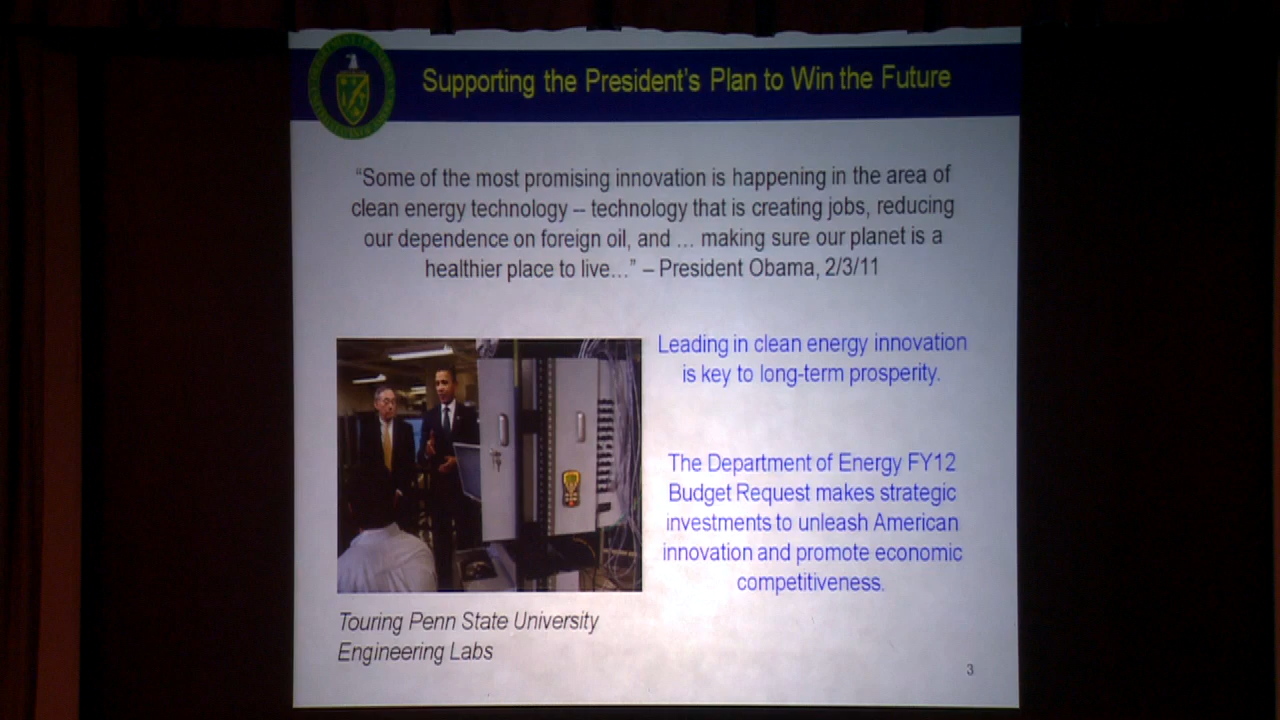 Supporting the President's Plan to Win the Future
“Some of the most promising innovation is happening in the area of
clean energy technology – technology that is creating jobs, reducing
our dependence on foreign oil, and … making sure our planet is a
healthier place to live…” – President Obama, 2/3/11
Leading in clean energy innovation
is key to long-term prosperity.
The Department of Energy FY12
Budget Request makes strategic
investments to unleash American
innovation and promote economic
competitiveness.
Touring Penn State University
Engineering Labs
3